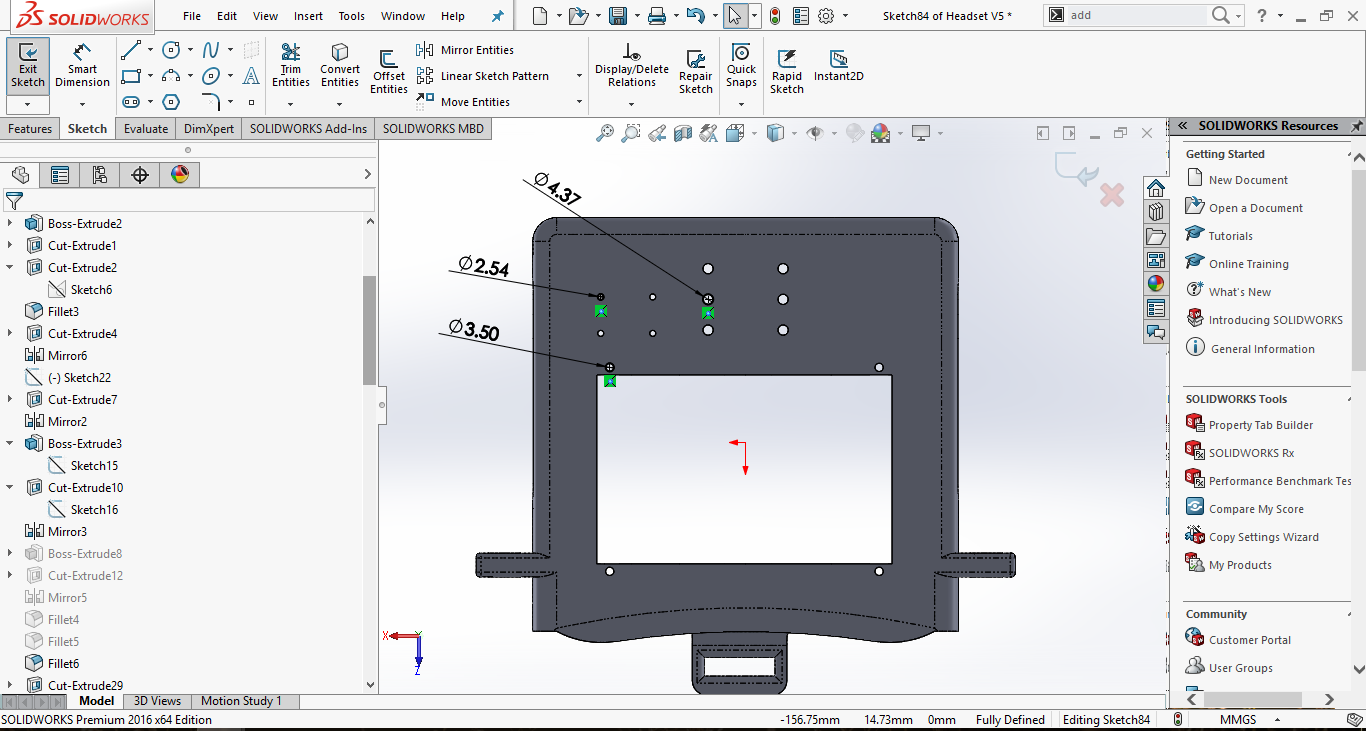 SOLIDWORKS
File Edit View Insert Tools Window Help
Sketch84 of Headset V5 *
add
Exit Sketch
Smart Dimension
Trim Entities
Convert Entities
Offset Entities
Mirror Entities
Linear Sketch Pattern
Move Entities
Display/Delete Relations
Repair Sketch
Quick Snaps
Rapid Sketch
Instant2D
Features Sketch Evaluate DimXpert SOLIDWORKS Add-Ins SOLIDWORKS MBD
Boss-Extrude2
Cut-Extrude1
Cut-Extrude2
Sketch6
Fillet3
Cut-Extrude4
Mirror6
(-) Sketch22
Cut-Extrude7
Mirror2
Boss-Extrude3
Sketch15
Cut-Extrude10
Sketch16
Mirror3
Boss-Extrude8
Cut-Extrude12
Mirror5
Fillet4
Fillet5
Fillet6
Cut-Extrude29
Ø4.37
Ø2.54
Ø3.50
X
Z
SOLIDWORKS Resources
Getting Started
New Document
Open a Document
Tutorials
Online Training
What's New
Introducing SOLIDWORKS
General Information
SOLIDWORKS Tools
Property Tab Builder
SOLIDWORKS Rx
Performance Benchmark Tes
Compare My Score
Copy Settings Wizard
My Products
Community
Customer Portal
User Groups
Model 3D Views Motion Study 1
SOLIDWORKS Premium 2016 x64 Edition
-156.75mm 14.73mm 0mm Fully Defined Editing Sketch84 MMGS